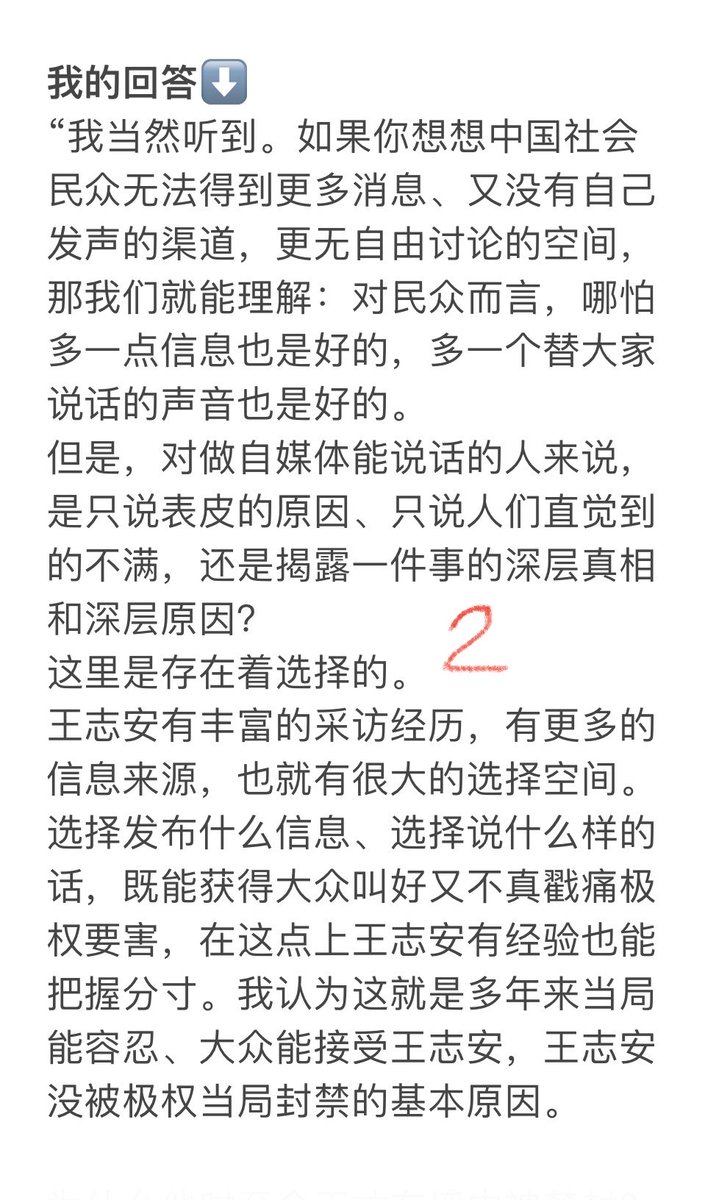 我的回答⬇️
“我当然听到。如果你想想中国社会
民众无法得到更多消息、又没有自己
发声的渠道，更无自由讨论的空间，
那我们就能理解：对民众而言，哪怕
多一点信息也是好的，多一个替大家
说话的声音也是好的。
但是，对做自媒体能说话的人来说，
是只说表皮的原因、只说人们直觉到
的不满，还是揭露一件事的深层真相
和深层原因？
2
这里是存在着选择的。
王志安有丰富的采访经历，有更多的
信息来源，也就有很大的选择空间。
选择发布什么信息、选择说什么样的
话，既能获得大众叫好又不真戳痛极
权要害，在这点上王志安有经验也能
把握分寸。我认为这就是多年来当局
能容忍、大众能接受王志安，王志安
没被极权当局封禁的基本原因。